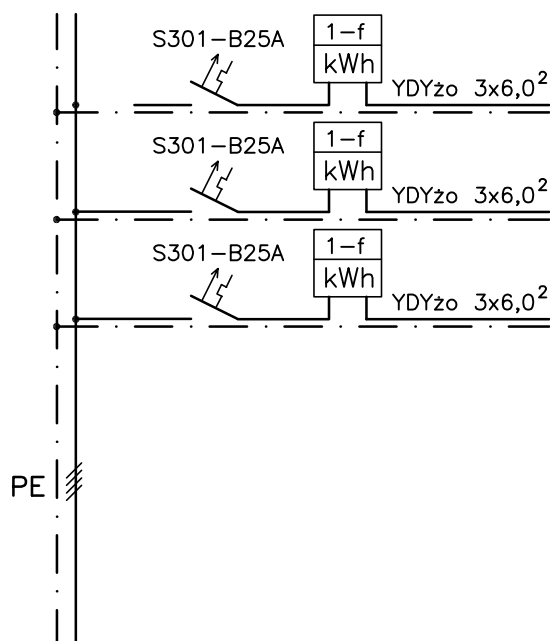 1-f
S301-B25A
kWh
YDYżo 3x6,0²
1-f
S301-B25A
kWh
YDYżo 3x6,0²
1-f
S301-B25A
kWh
YDYżo 3x6,0²
PE